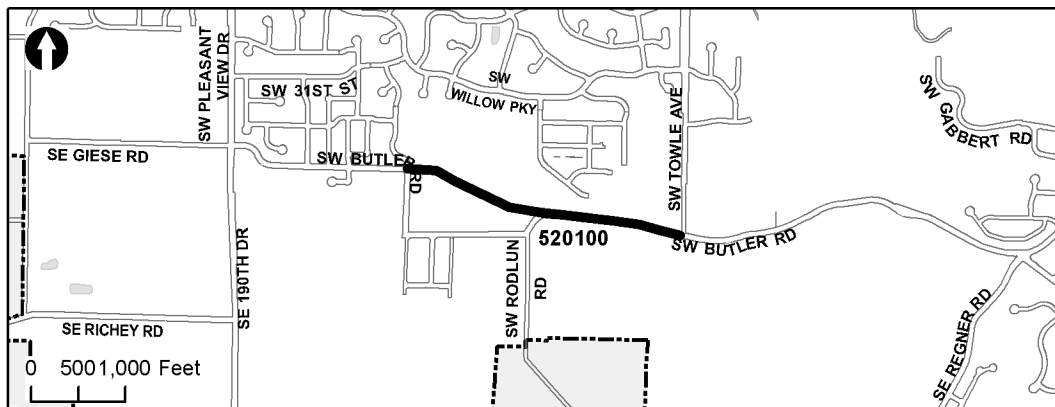 SW PLEASANT
VIEW DR
SW 31ST ST
SW
WILLOW PKY
SW TOWLE AVE
SW GABBERT RD
SE GIESE RD
SW BUTLER RD
520100
SW BUTLER RD
SW RODLUN
RD
SE 190TH DR
SE RICHEY RD
SE REGNER RD
0 5001,000 Feet